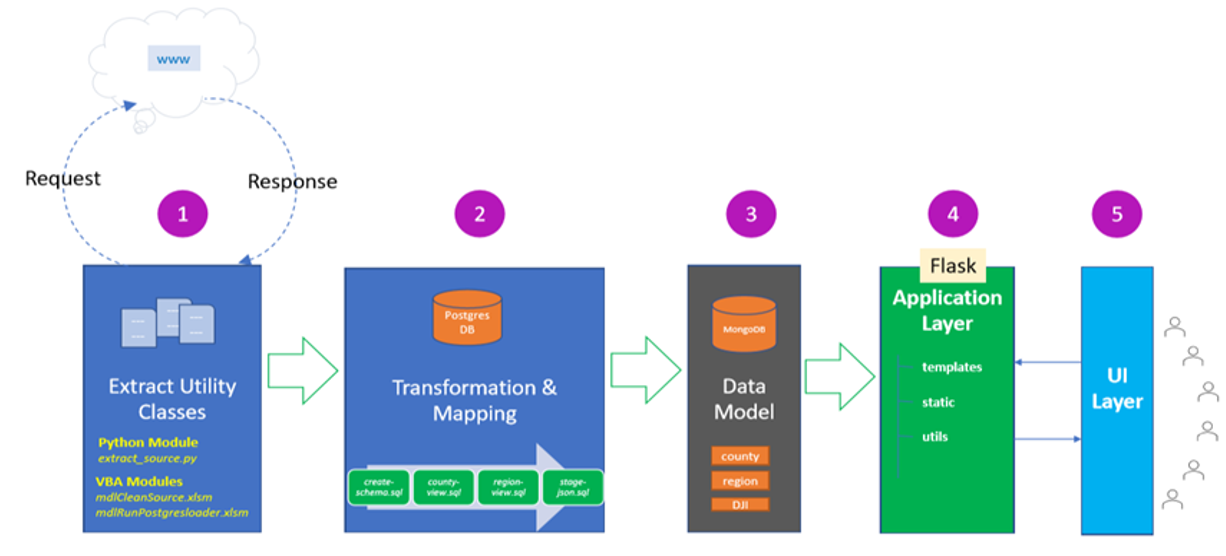 www
Request
Response
1
2
3
4
5
Flask
Extract Utility
Classes
Python Module
extract_source.py
VBA Modules
mdlCleanSource.xlsm
mdlRunPostgresloader.xlsm
Postgres
DB
Transformation &
Mapping
create-
schema.sql
county-
view.sql
region-
view.sql
stage-
json.sql
MongoDB
Data
Model
county
region
DJI
Application
Layer
templates
static
utils
UI
Layer